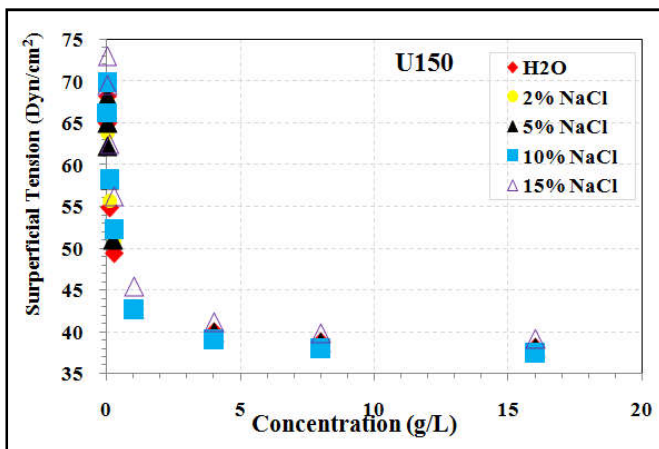 U150
Surperficial Tension (Dyn/cm²)
75
70
65
60
55
50
45
40
35
H2O
2% NaCl
5% NaCl
10% NaCl
15% NaCl
0
5
10
15
20
Concentration (g/L)